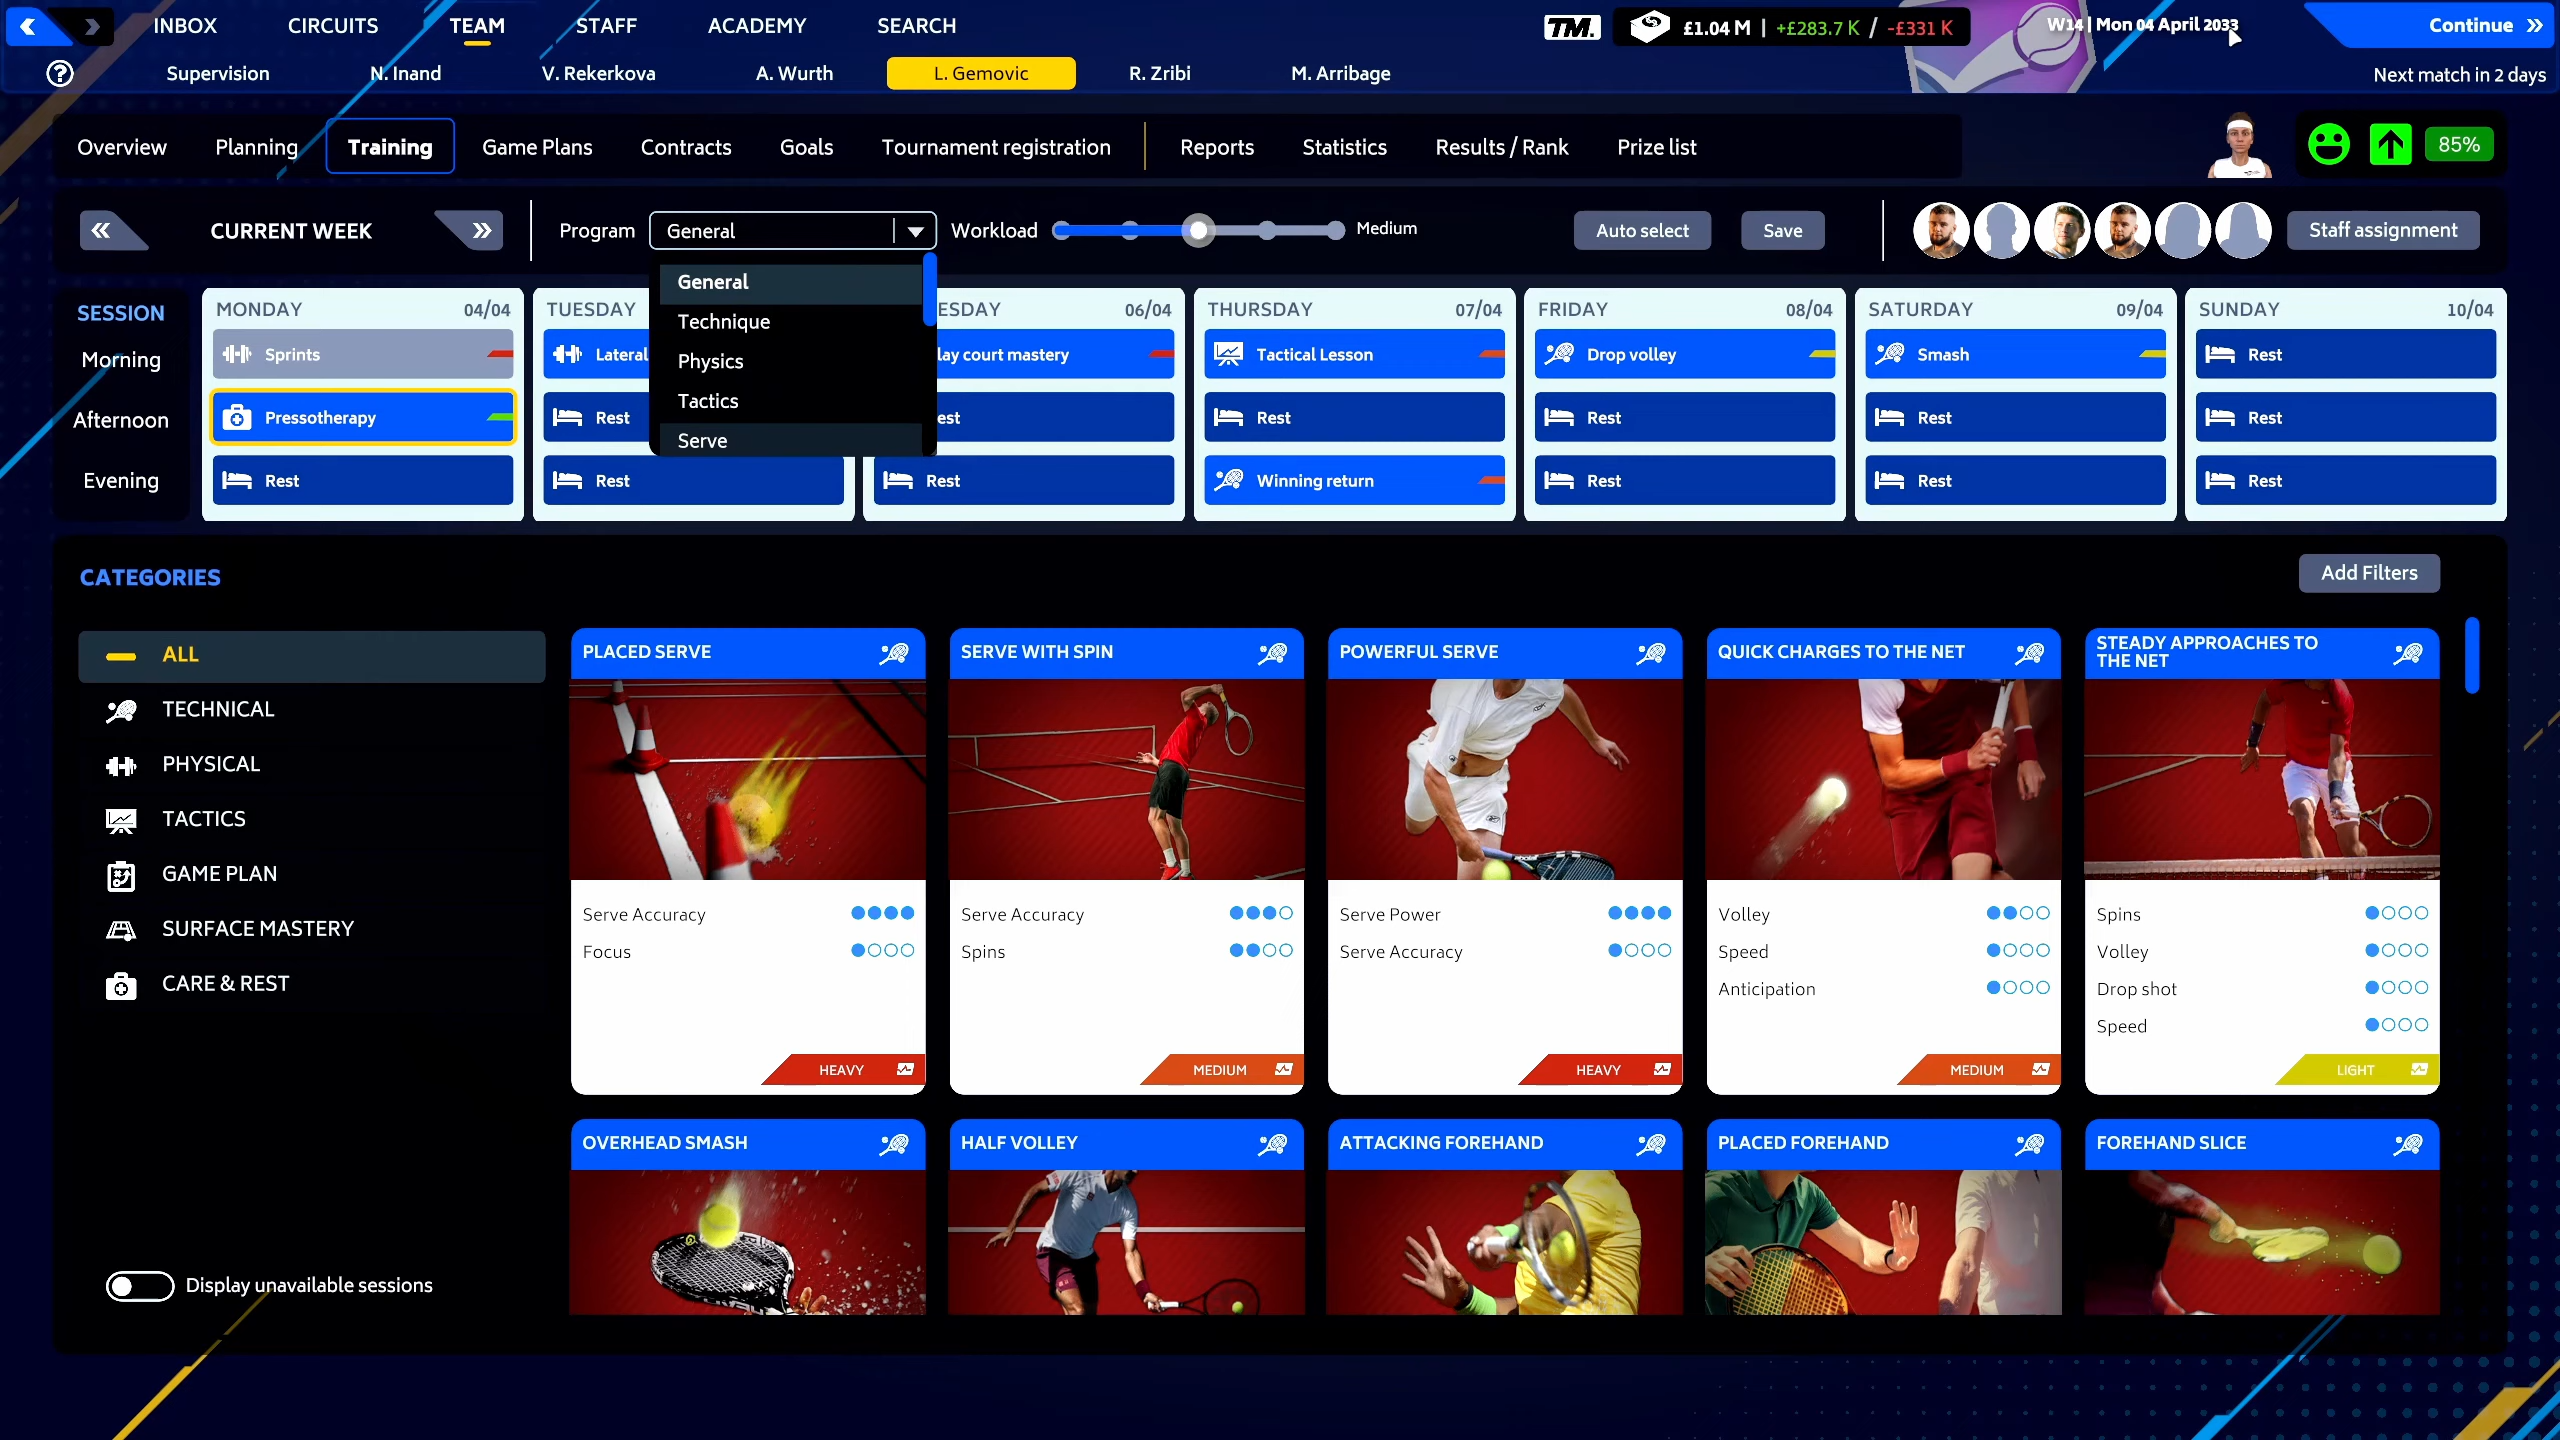 INBOX CIRCUITS TEAM STAFF ACADEMY SEARCH TM. £1.04 M | +£283.7 K / -£331 K W14 | Mon 04 April 2033 Continue
Supervision N. Inand V. Rekerkova A. Wurth L. Gemovic R. Zribi M. Arribage Next match in 2 days
Overview Planning Training Game Plans Contracts Goals Tournament registration Reports Statistics Results / Rank Prize list 85%
CURRENT WEEK Program General Workload Medium Auto select Save Staff assignment
General
Technique
Physics
Tactics
Serve
SESSION MONDAY 04/04 TUESDAY ESDAY 06/04 THURSDAY 07/04 FRIDAY 08/04 SATURDAY 09/04 SUNDAY 10/04
Morning Sprints Lateral lay court mastery Tactical Lesson Drop volley Smash Rest
Afternoon Pressotherapy Rest est Rest Rest Rest Rest
Evening Rest Rest Rest Winning return Rest Rest Rest
CATEGORIES Add Filters
ALL
TECHNICAL
PHYSICAL
TACTICS
GAME PLAN
SURFACE MASTERY
CARE & REST
Display unavailable sessions
PLACED SERVE
Serve Accuracy
Focus
HEAVY
SERVE WITH SPIN
Serve Accuracy
Spins
MEDIUM
POWERFUL SERVE
Serve Power
Serve Accuracy
HEAVY
QUICK CHARGES TO THE NET
Volley
Speed
Anticipation
MEDIUM
STEADY APPROACHES TO
THE NET
Spins
Volley
Drop shot
Speed
LIGHT
OVERHEAD SMASH
HALF VOLLEY
ATTACKING FOREHAND
PLACED FOREHAND
FOREHAND SLICE